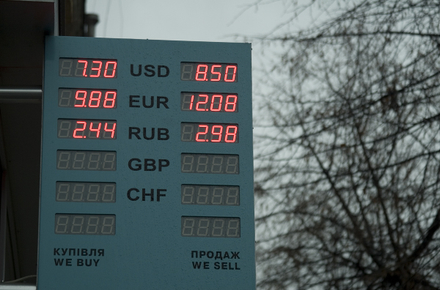 7.30 USD 8.50
9.88 EUR 12.08
2.44 RUB 2.98
GBP
CHF
КУПІВЛЯ ПРОДАЖ
WE BUY WE SELL